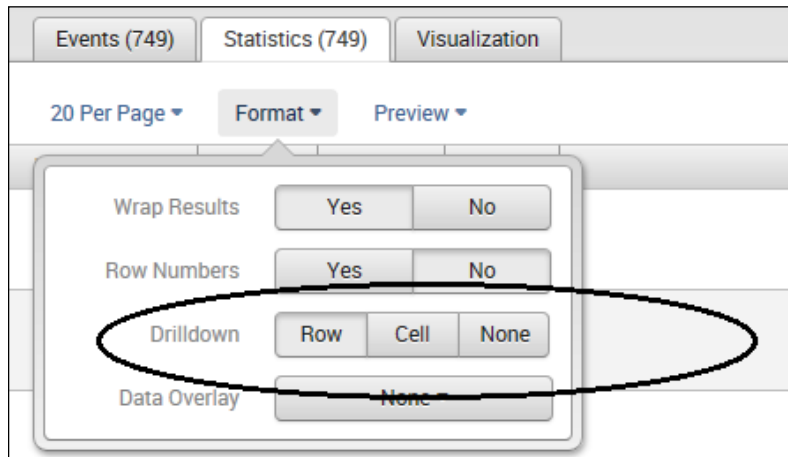 Events (749) Statistics (749) Visualization
20 Per Page Format Preview
Wrap Results Yes No
Row Numbers Yes No
Drilldown Row Cell None
Data Overlay None